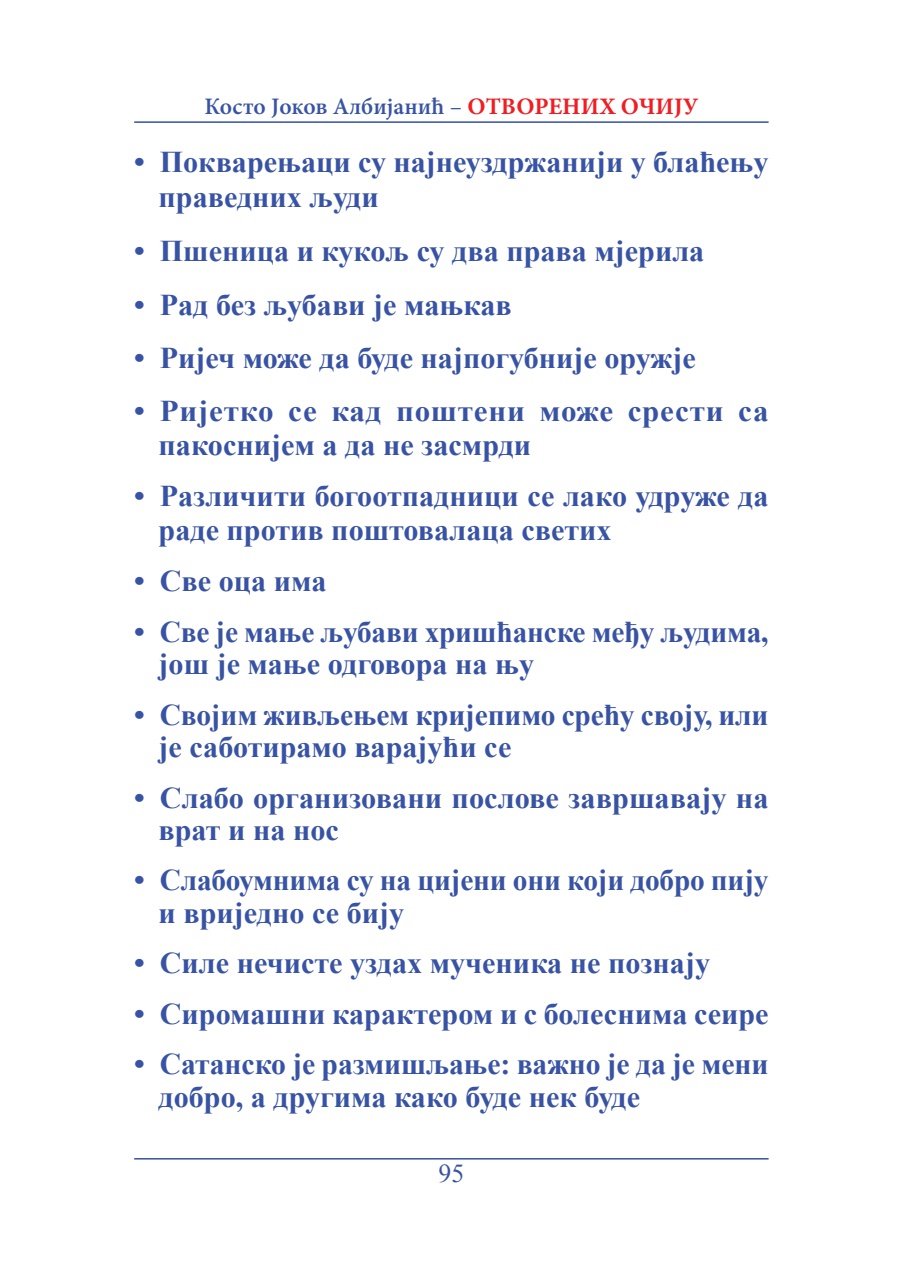 Косто Јоков Албијанић – ОТВОРЕНИХ ОЧИЈУ
• Покварењаци су најнеуздржанији у блаћењу
праведних људи
• Пшеница и кукољ су два права мјерила
• Рад без љубави је мањкав
• Ријеч може да буде најпогубније оружје
• Ријетко се кад поштени може срести са
пакоснијем а да не засмрди
• Различити богоотпадници се лако удруже да
раде против поштовалаца светих
• Све оца има
• Све је мање љубави хришћанске међу људима,
још је мање одговора на њу
• Својим живљењем кријепимо срећу своју, или
је саботирамо варајући се
• Слабо организовани послове завршавају на
врат и на нос
• Слабоумнима су на цијени они који добро пију
и вриједно се бију
• Силе нечисте уздах мученика не познају
• Сиромашни карактером и с болеснима сеире
• Сатанско је размишљање: важно је да је мени
добро, а другима како буде нек буде
95